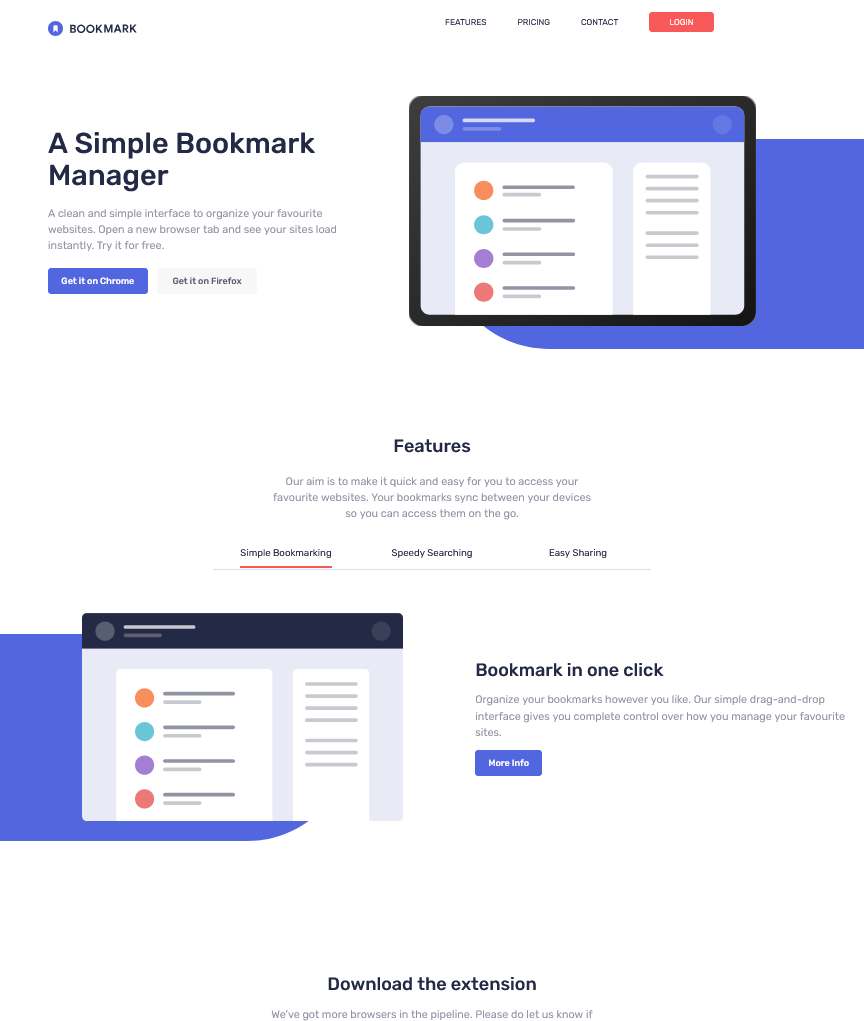 BOOKMARK
FEATURES
PRICING
CONTACT
LOGIN
A Simple Bookmark
Manager
A clean and simple interface to organize your favourite
websites. Open a new browser tab and see your sites load
instantly. Try it for free.
Get it on Chrome
Get it on Firefox
Features
Our aim is to make it quick and easy for you to access your
favourite websites. Your bookmarks sync between your devices
so you can access them on the go.
Simple Bookmarking
Speedy Searching
Easy Sharing
Bookmark in one click
Organize your bookmarks however you like. Our simple drag-and-drop
interface gives you complete control over how you manage your favourite
sites.
More Info
Download the extension
We've got more browsers in the pipeline. Please do let us know if